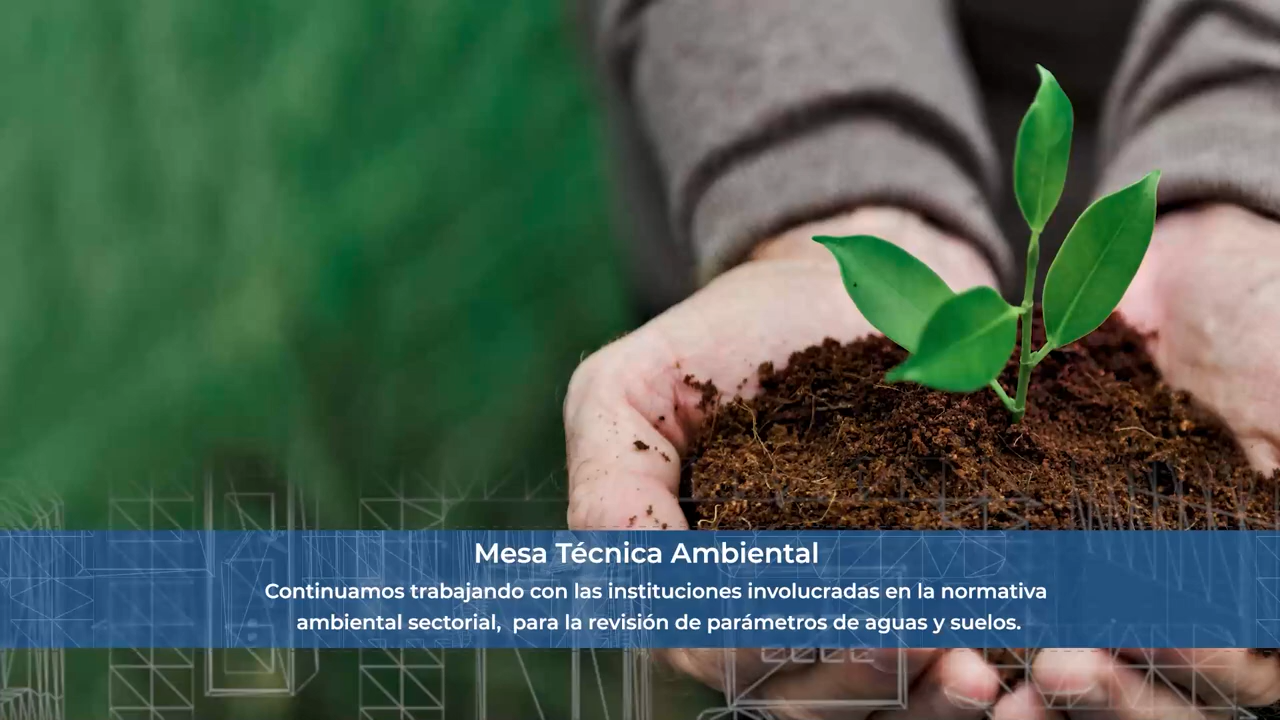 Mesa Técnica Ambiental
Continuamos trabajando con las instituciones involucradas en la normativa
ambiental sectorial, para la revisión de parámetros de aguas y suelos.